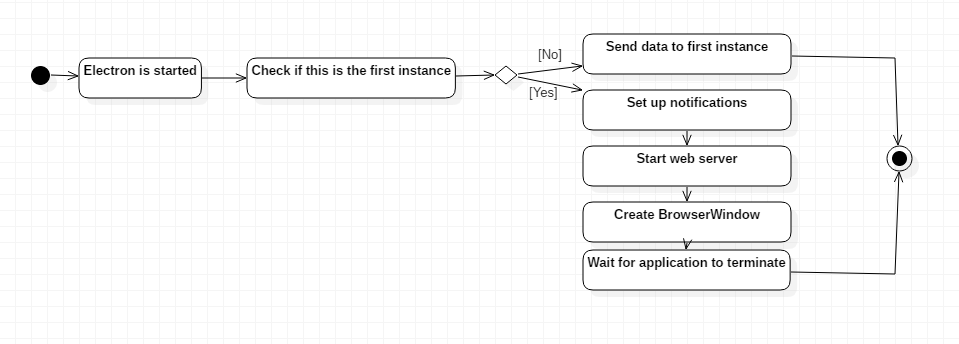 Electron is started
Check if this is the first instance
[No]
[Yes]
Send data to first instance
Set up notifications
Start web server
Create BrowserWindow
Wait for application to terminate